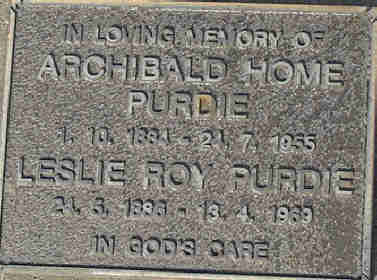 IN LOVING MEMORY OF
ARCHIBALD HOME
PURDIE
1. 10. 1884 - 21. 7. 1955
LESLIE ROY PURDIE
24. 5. 1886 - 13. 4. 1969
IN GOD'S CARE